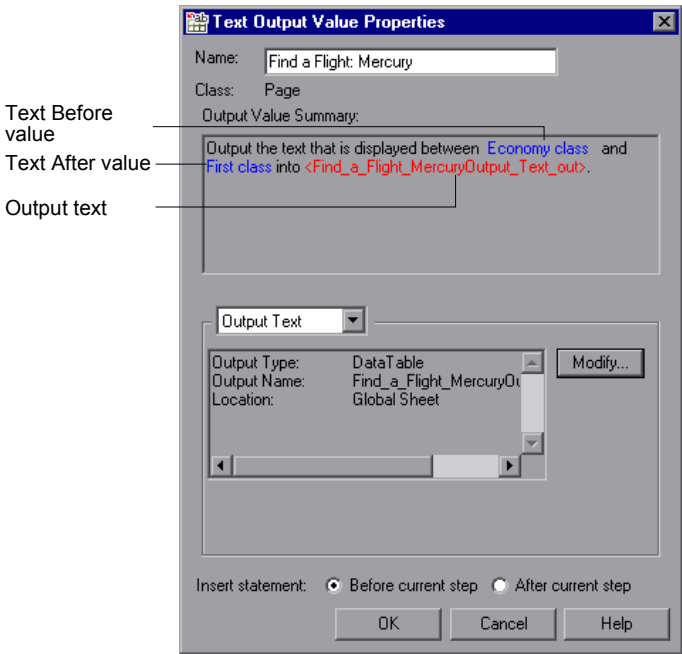 Text Output Value Properties
Name: Find a Flight: Mercury
Class: Page
Output Value Summary:
Text Before
value
Text After value
Output text
Output the text that is displayed between Economy class and
First class into <Find_a_Flight_MercuryOutput_Text_out>.
Output Text
Output Type: DataTable
Output Name: Find_a_Flight_MercuryOu
Location: Global Sheet
Modify...
Insert statement: Before current step After current step
OK Cancel Help